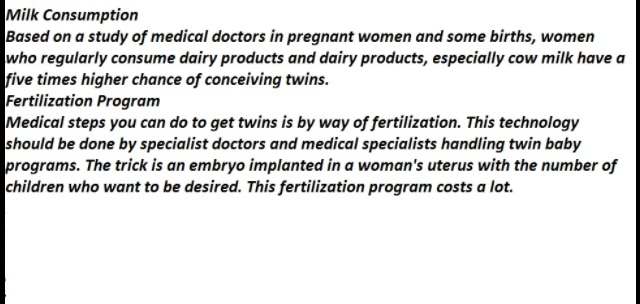 Milk Consumption
Based on a study of medical doctors in pregnant women and some births, women
who regularly consume dairy products and dairy products, especially cow milk have a
five times higher chance of conceiving twins.
Fertilization Program
Medical steps you can do to get twins is by way of fertilization. This technology
should be done by specialist doctors and medical specialists handling twin baby
programs. The trick is an embryo implanted in a woman's uterus with the number of
children who want to be desired. This fertilization program costs a lot.